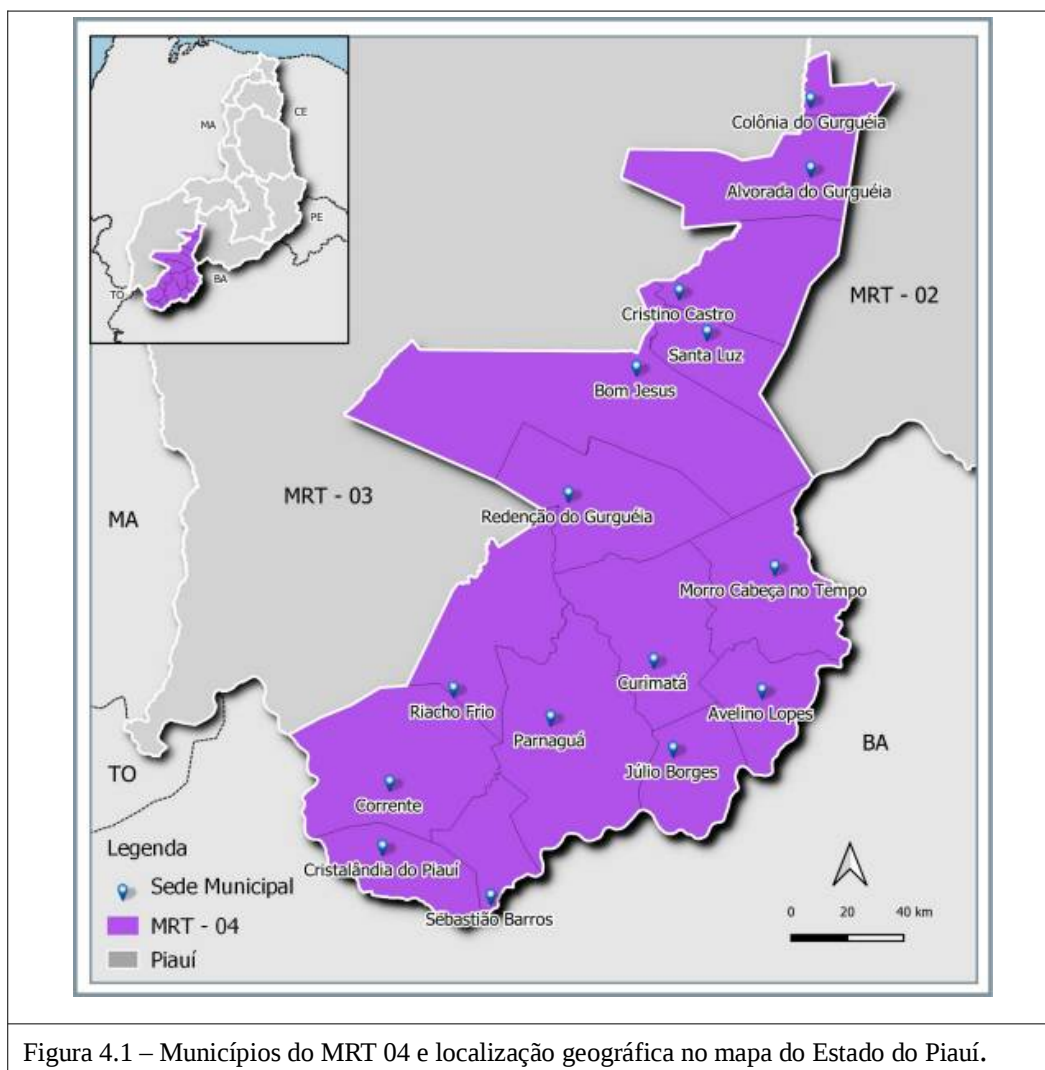 MA
CE
PE
BA
TO
Colônia do Gurguéia
Alvorada do Gurguéia
MRT - 02
Cristino Castro
Santa Luz
Bom Jesus
MRT - 03
MA
Redenção do Gurguéia
Morro Cabeça no Tempo
Curimatá
Riacho Frio
Avelino Lopes
Parnaguá
BA
Júlio Borges
TO
Corrente
Legenda
Cristalândia do Piauí
Sede Municipal
Sebastião Barros
0 20 40 km
MRT - 04
Piauí
Figura 4.1 – Municípios do MRT 04 e localização geográfica no mapa do Estado do Piauí.